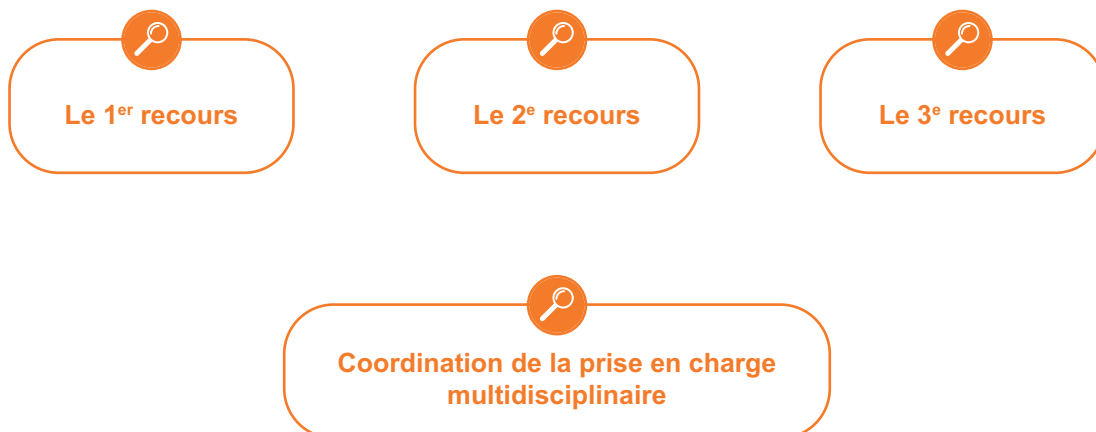 Le 1er recours
Le 2e recours
Le 3e recours
Coordination de la prise en charge
multidisciplinaire